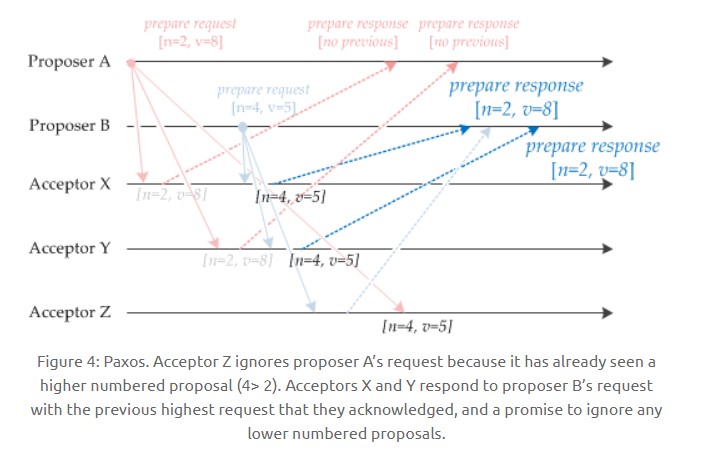 prepare request
[n=2, v=8]
prepare response
[no previous]
prepare response
[no previous]
Proposer A
prepare request
[n=4, v=5]
prepare response
[n=2, v=8]
Proposer B
prepare response
[n=2, v=8]
Acceptor X
[n=2, v=8]
[n=4, v=5]
Acceptor Y
[n=2, v=8]
[n=4, v=5]
Acceptor Z
[n=4, v=5]
Figure 4: Paxos. Acceptor Z ignores proposer A’s request because it has already seen a
higher numbered proposal (4> 2). Acceptors X and Y respond to proposer B’s request
with the previous highest request that they acknowledged, and a promise to ignore any
lower numbered proposals.